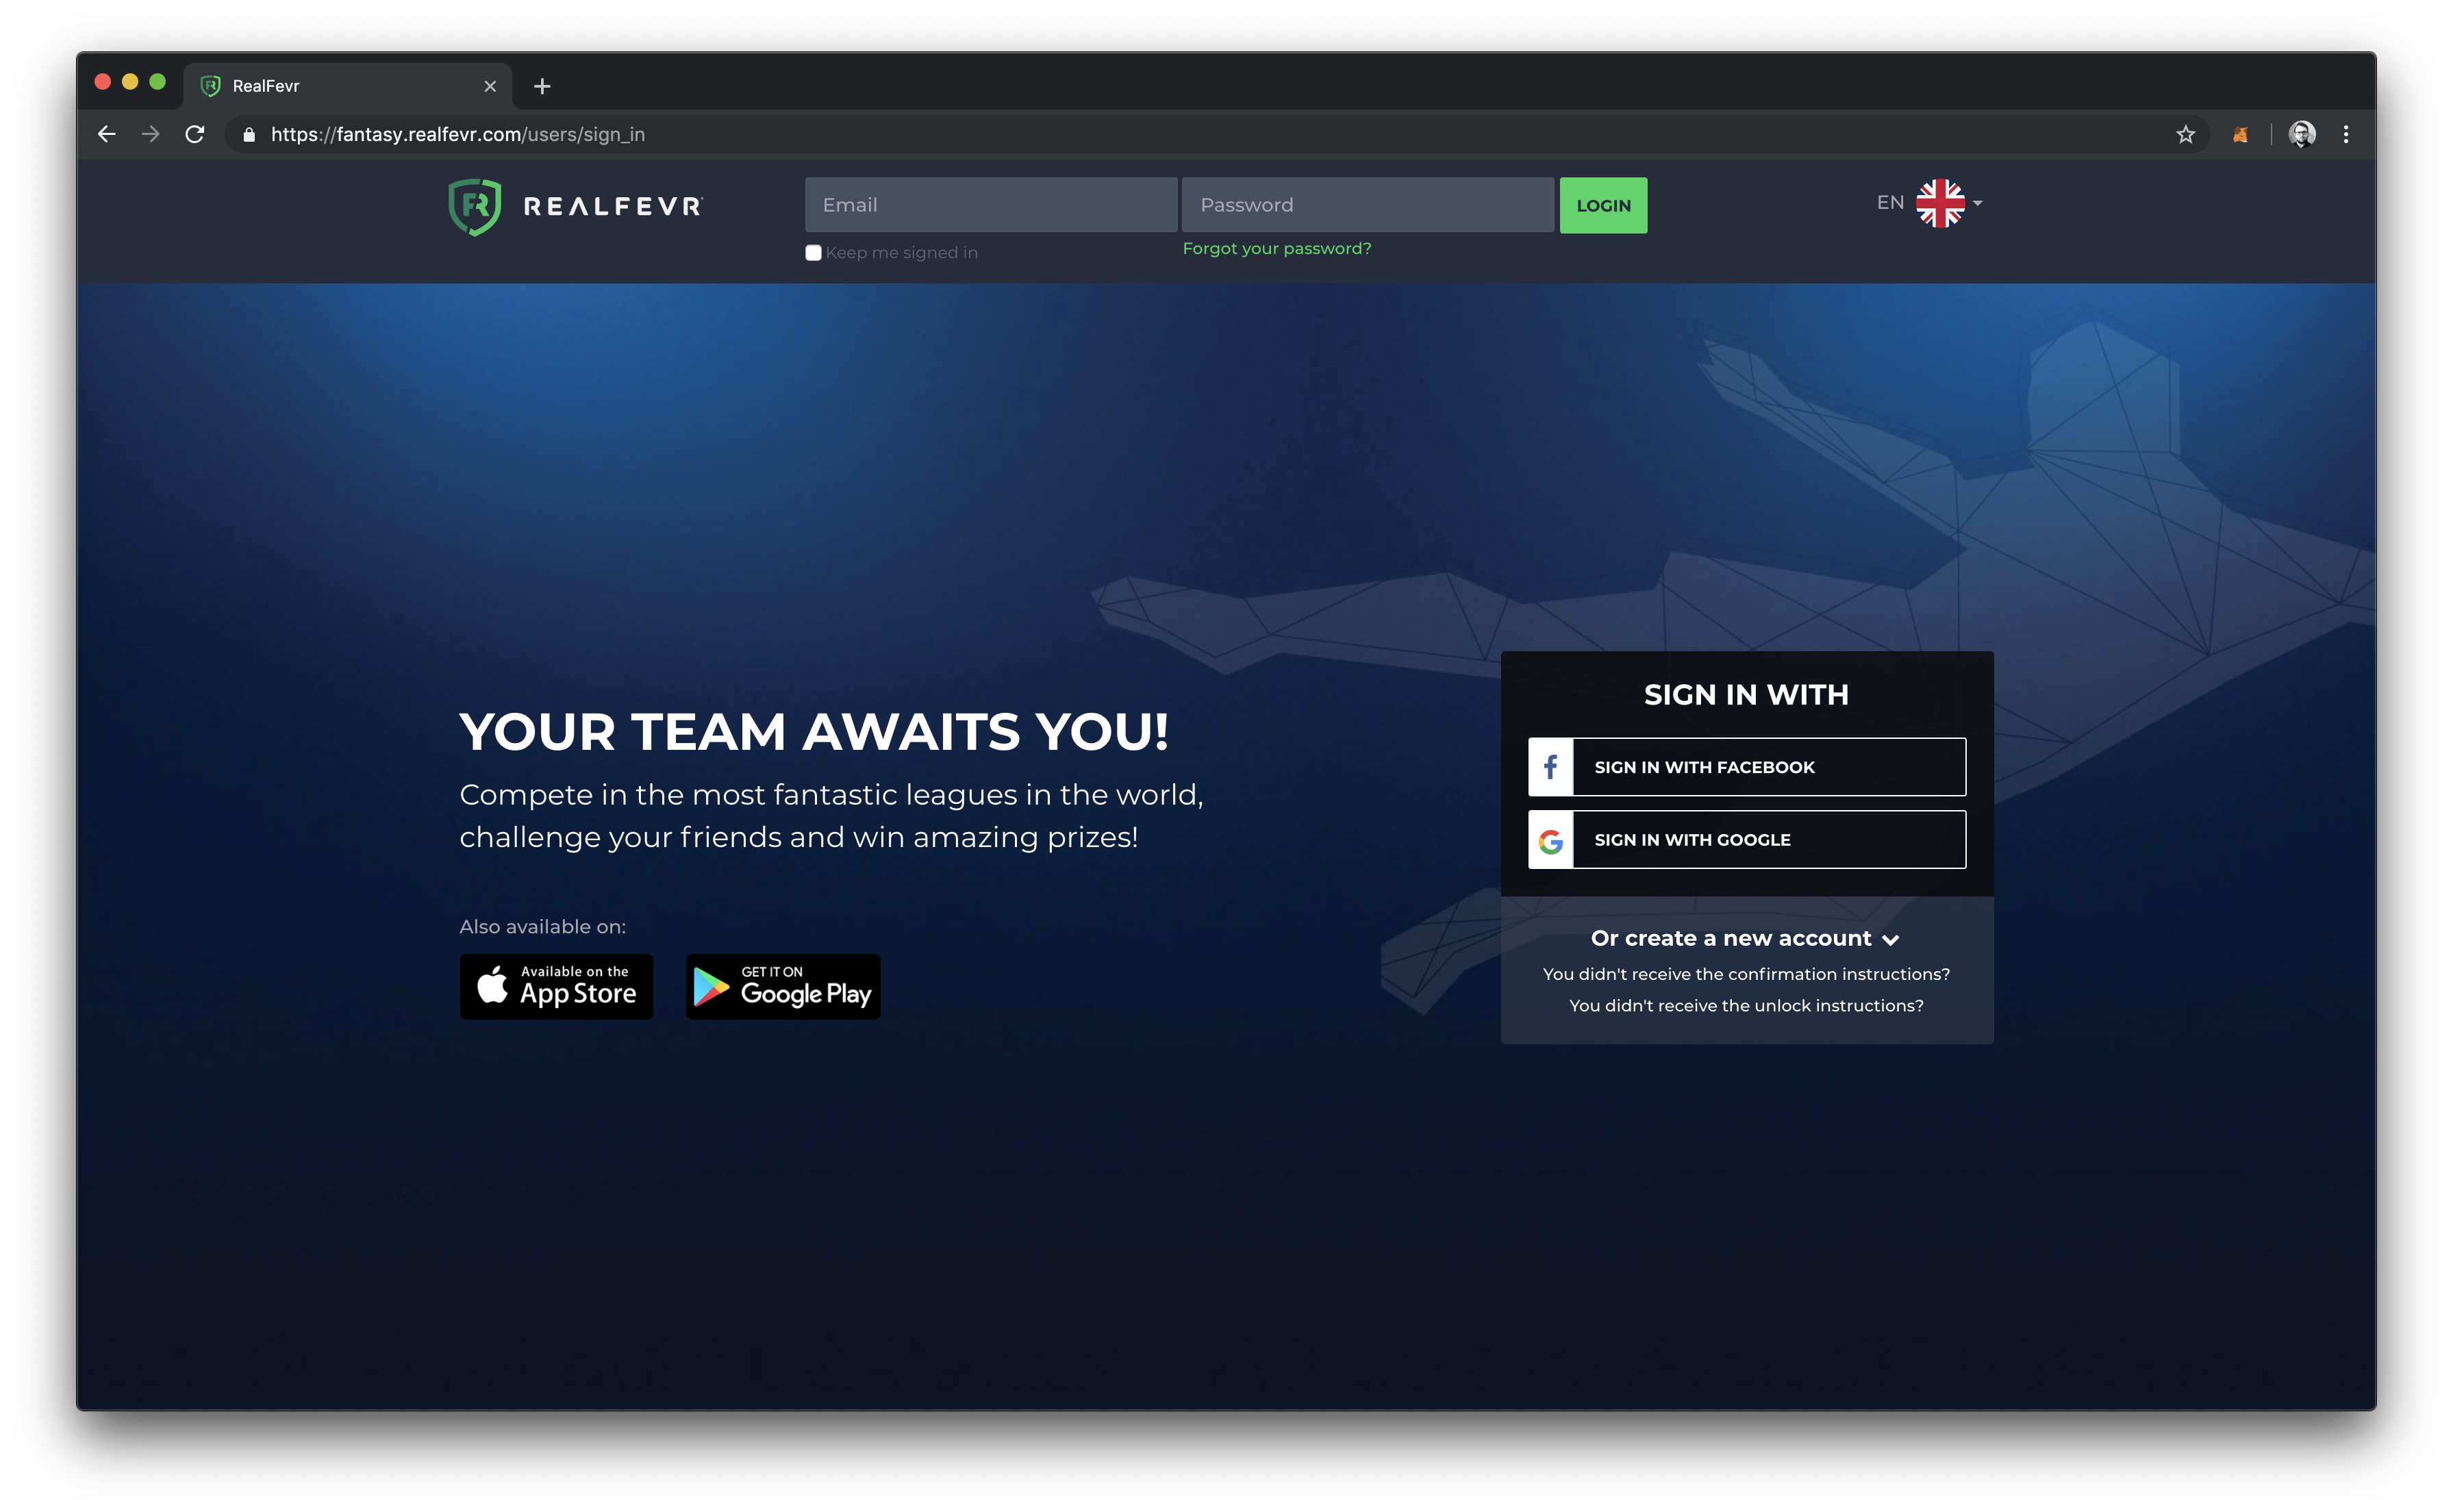 RealFevr
https://fantasy.realfevr.com/users/sign_in
FR REALFEVR
Email
Password
LOGIN
EN
Keep me signed in
Forgot your password?
YOUR TEAM AWAITS YOU!
Compete in the most fantastic leagues in the world,
challenge your friends and win amazing prizes!
Also available on:
Available on the
App Store
GET IT ON
Google Play
SIGN IN WITH
SIGN IN WITH FACEBOOK
SIGN IN WITH GOOGLE
Or create a new account
You didn't receive the confirmation instructions?
You didn't receive the unlock instructions?